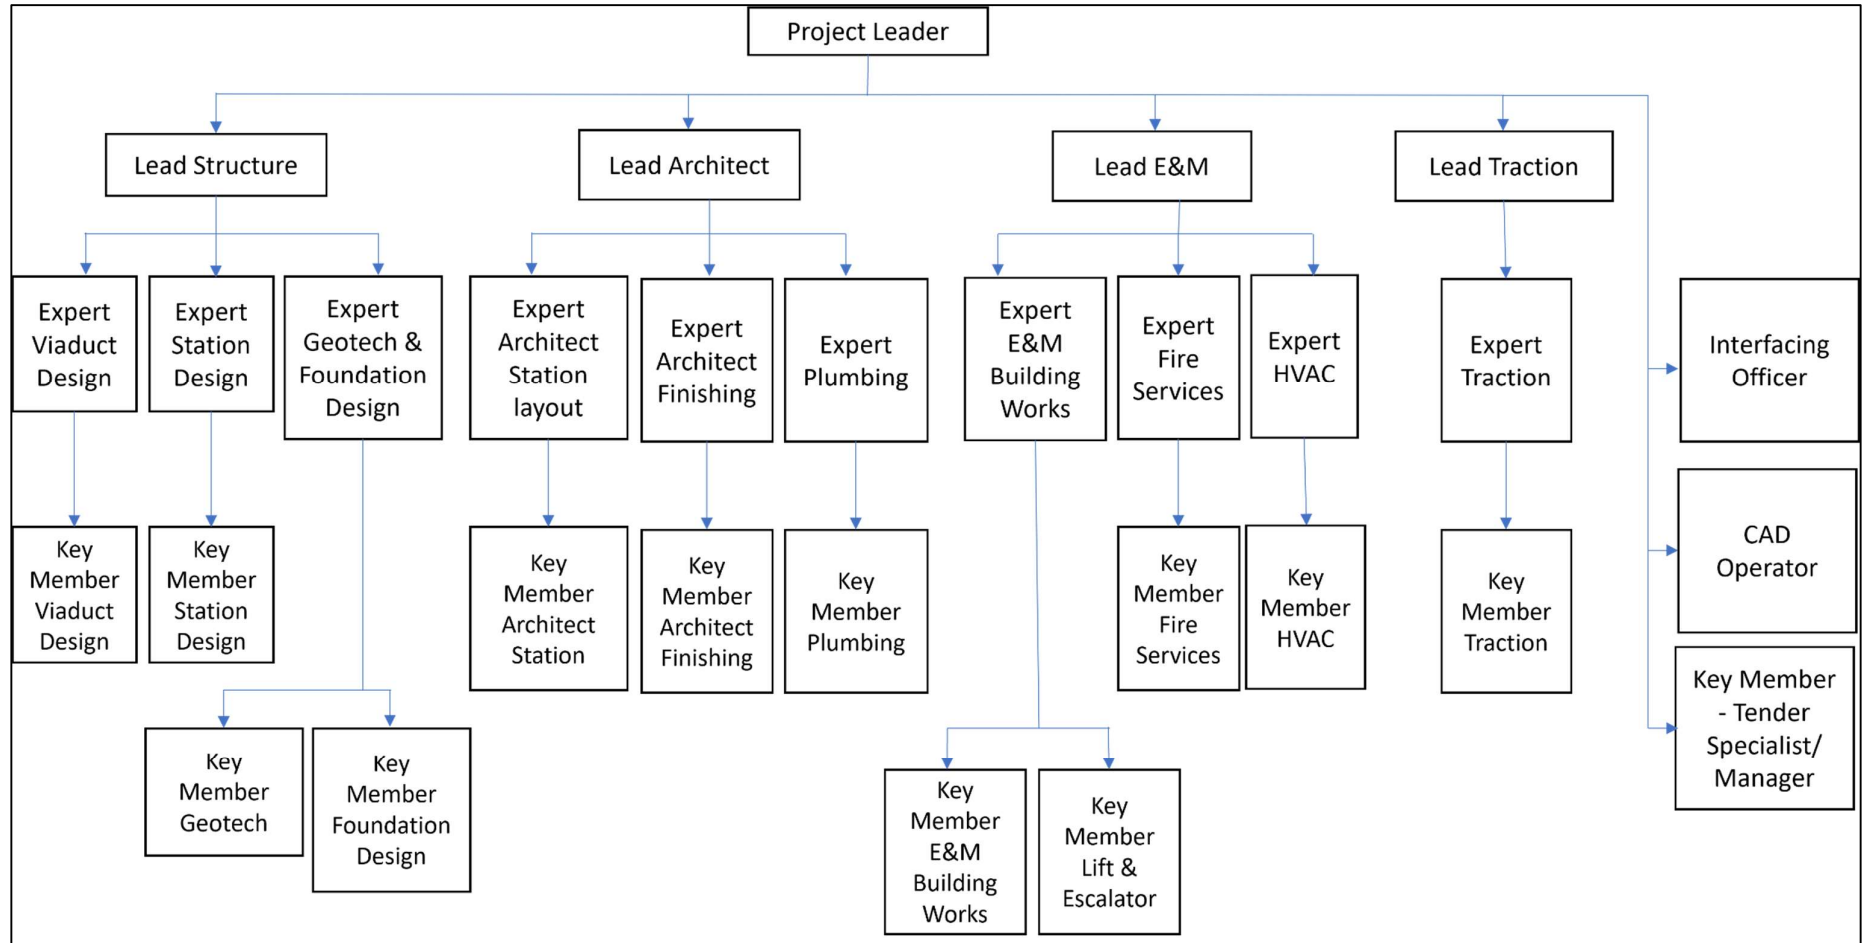 Project Leader
Lead Structure
Lead Architect
Lead E&M
Lead Traction
Expert
Viaduct
Design
Expert
Station
Design
Expert
Geotech &
Foundation
Design
Expert
Architect
Station
layout
Expert
Architect
Finishing
Expert
Plumbing
Expert
E&M
Building
Works
Expert
Fire
Services
Expert
HVAC
Expert
Traction
Interfacing
Officer
Key
Member
Viaduct
Design
Key
Member
Station
Design
Key
Member
Architect
Station
Key
Member
Architect
Finishing
Key
Member
Plumbing
Key
Member
Fire
Services
Key
Member
HVAC
Key
Member
Traction
CAD
Operator
Key Member
- Tender
Specialist/
Manager
Key
Member
Geotech
Key
Member
Foundation
Design
Key
Member
E&M
Building
Works
Key
Member
Lift &
Escalator